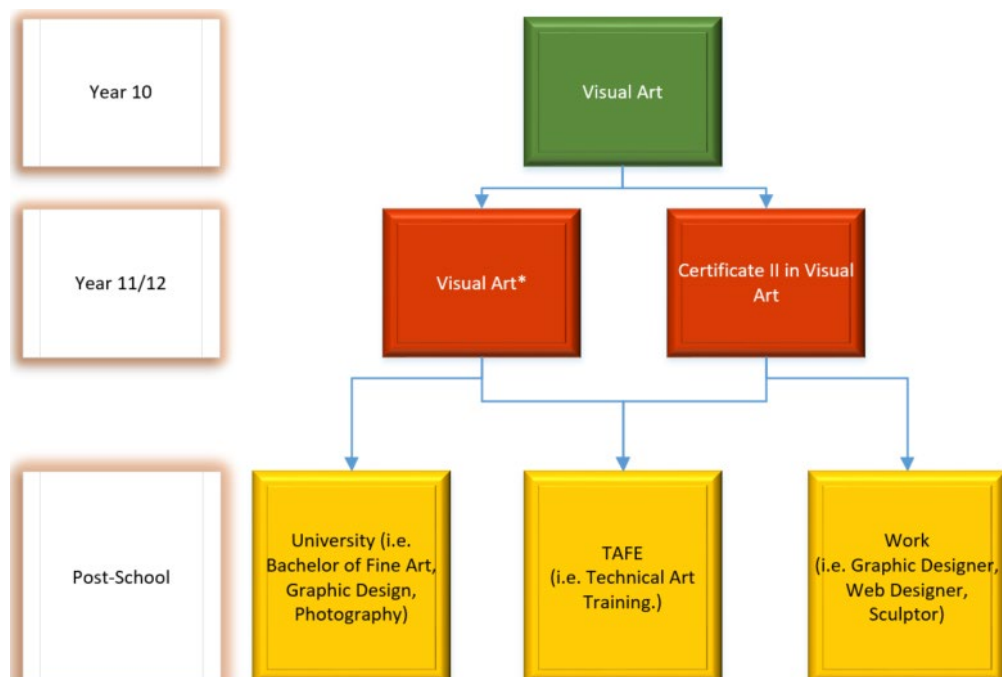 Year 10
Visual Art
Year 11/12
Visual Art*
Certificate II in Visual
Art
Post-School
University (i.e.
Bachelor of Fine Art,
Graphic Design,
Photography)
TAFE
(i.e. Technical Art
Training.)
Work
(i.e. Graphic Designer,
Web Designer,
Sculptor)